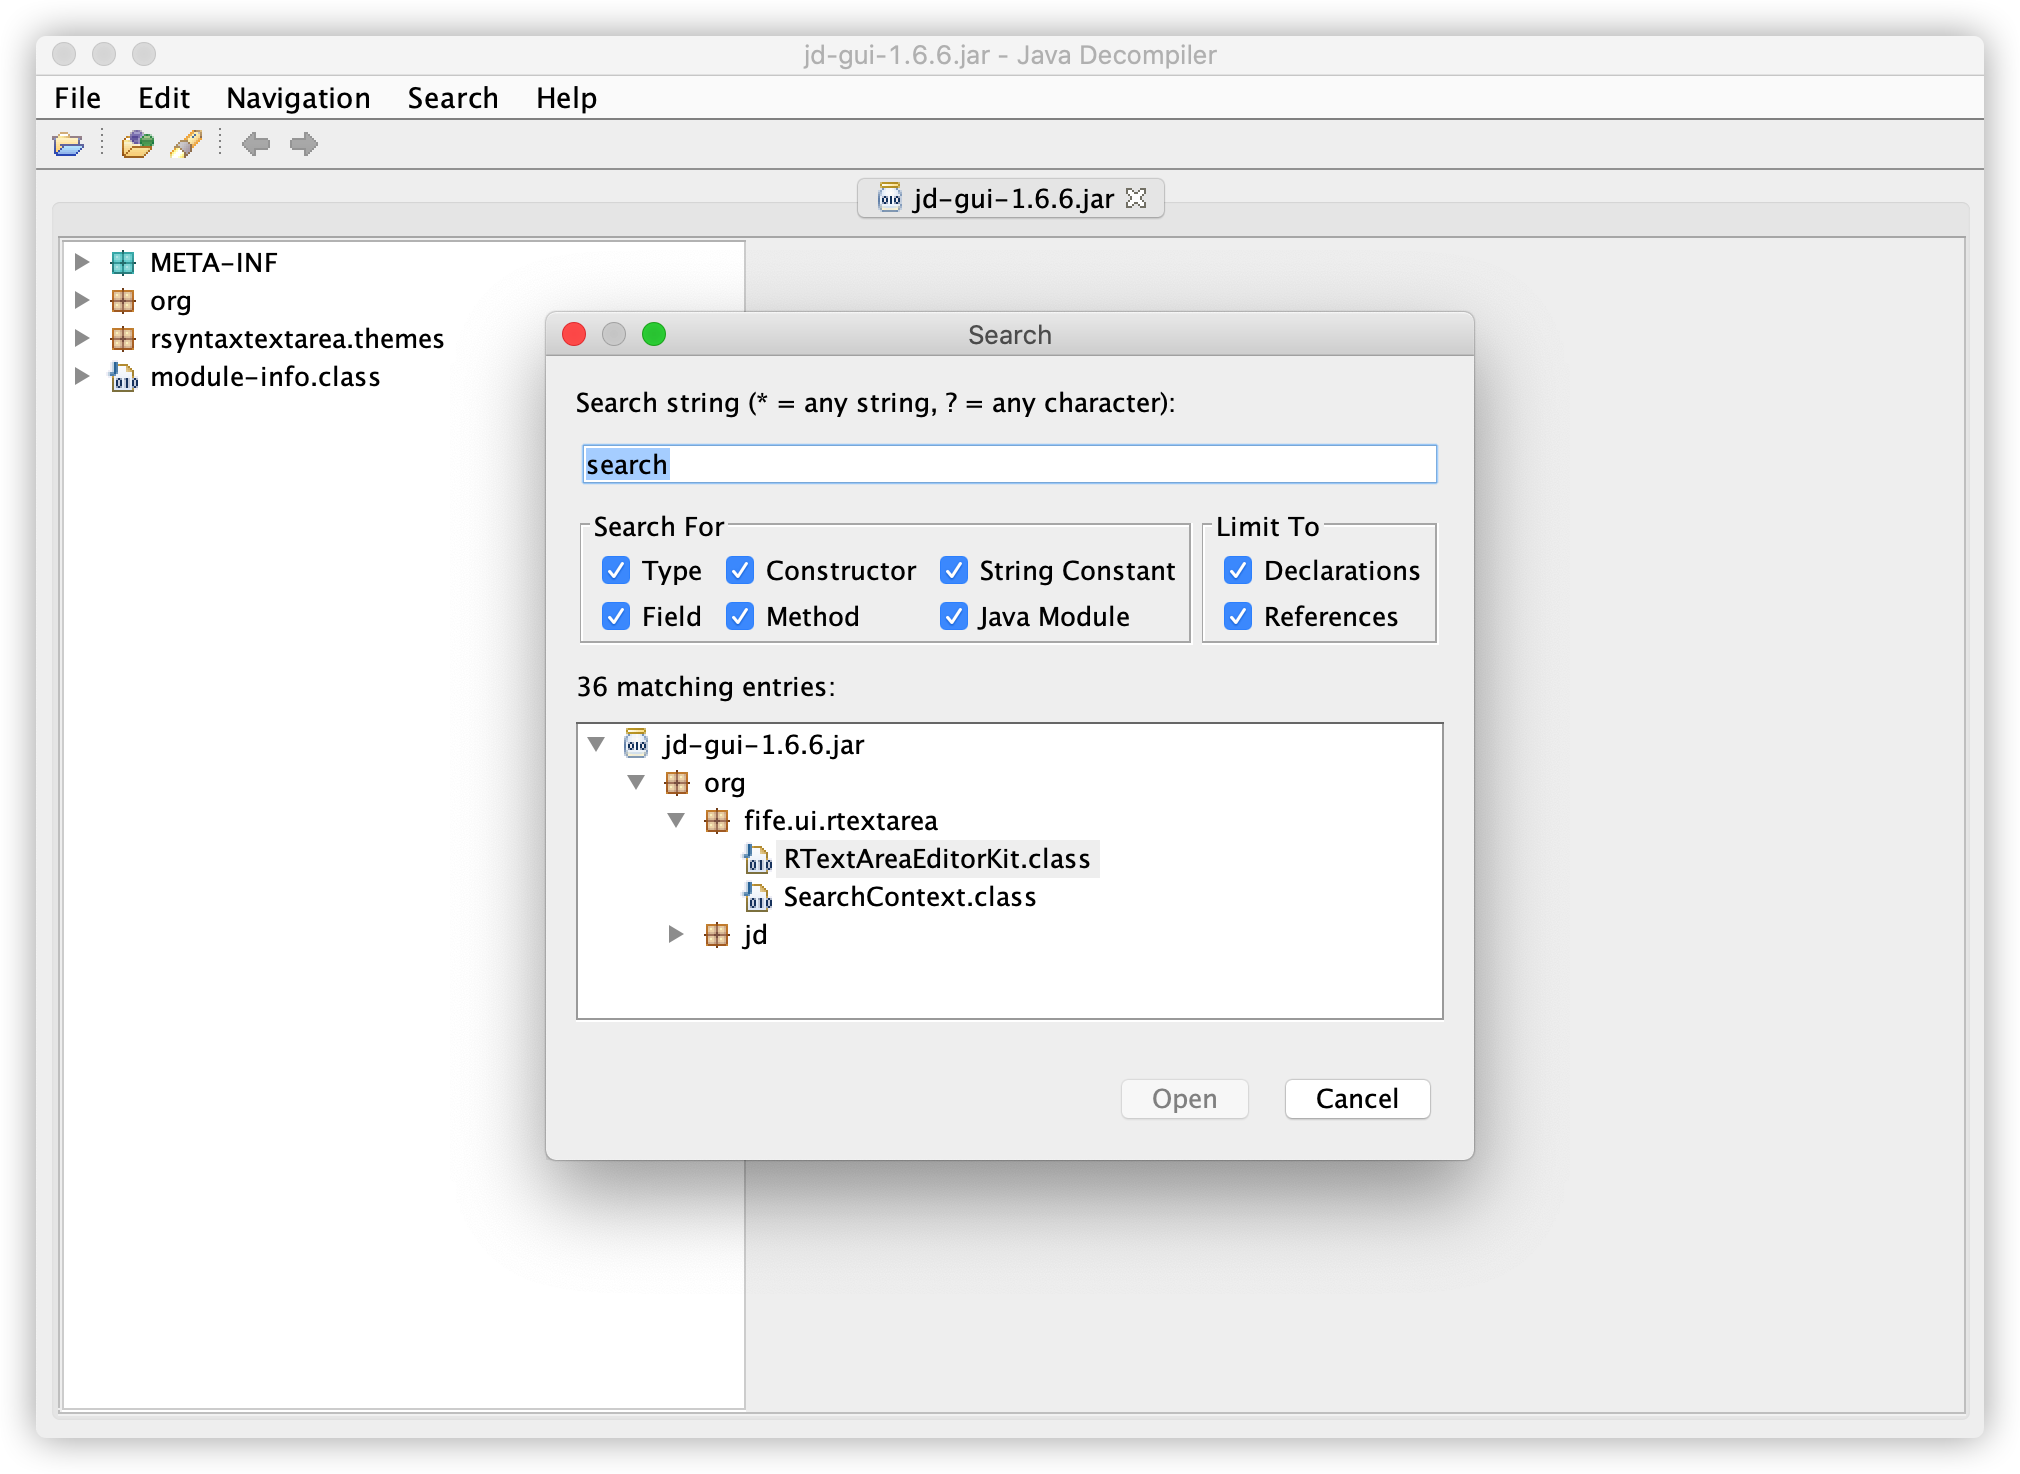 jd-gui-1.6.6.jar - Java Decompiler
File Edit Navigation Search Help
jd-gui-1.6.6.jar
META-INF
org
rsyntaxtextarea.themes
module-info.class
Search
Search string (* = any string, ? = any character):
search
Search For
Type Constructor String Constant
Field Method Java Module
Limit To
Declarations
References
36 matching entries:
jd-gui-1.6.6.jar
org
fife.ui.rtextarea
RTextAreaEditorKit.class
SearchContext.class
jd
Open Cancel